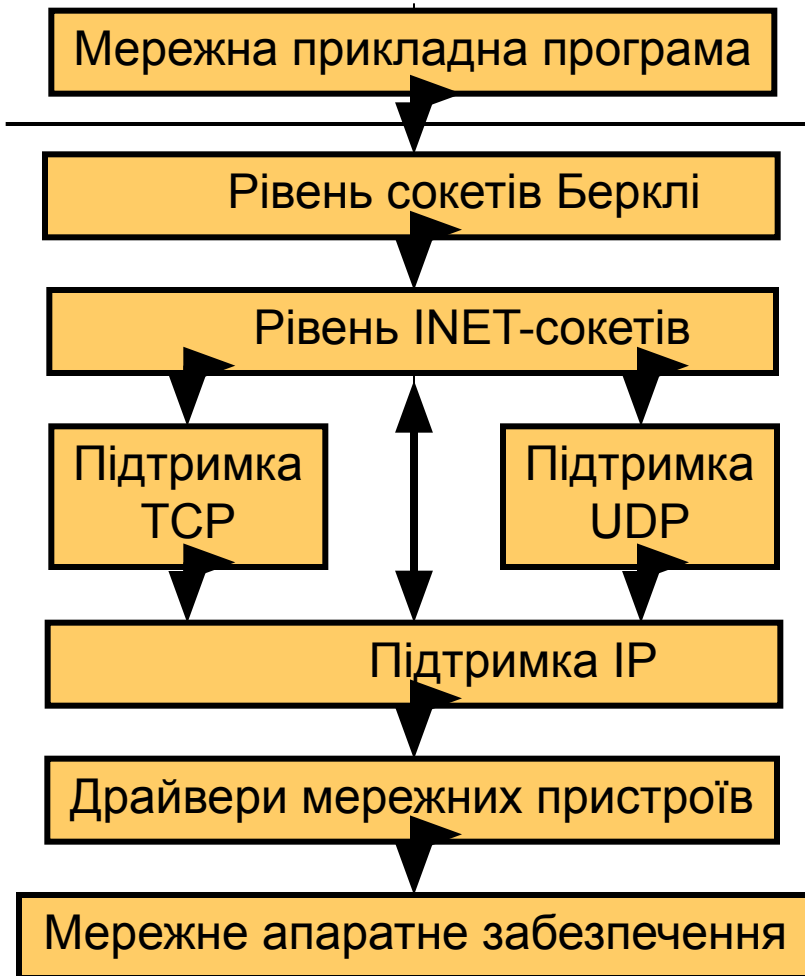 Мережна прикладна програма
Рівень сокетів Берклі
Рівень INET-сокетів
Підтримка
TCP
Підтримка
UDP
Підтримка IP
Драйвери мережних пристроїв
Мережне апаратне забезпечення